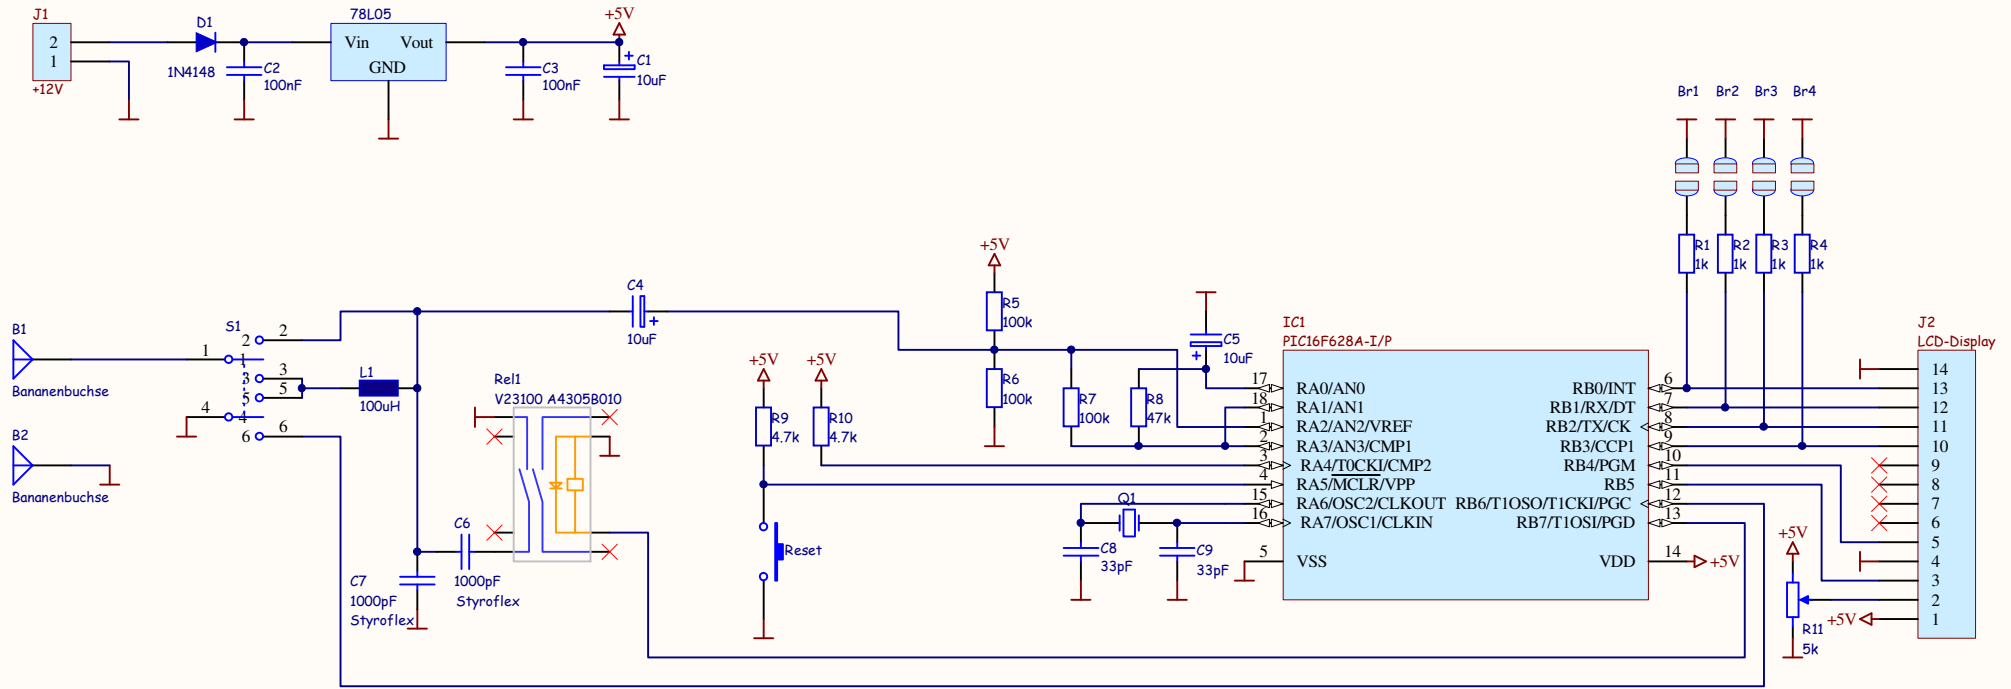 J1
2
1
+12V
D1
1N4148
C2
100nF
78L05
Vin
Vout
GND
C3
100nF
+5V
+
C1
10uF
Br1
Br2
Br3
Br4
R1
1k
R2
1k
R3
1k
R4
1k
B1
Bananenbuchse
B2
Bananenbuchse
S1
1
2
2
1
3
3
5
5
4
4
6
6
L1
100uH
C4
+
10uF
Rel1
V23100 A4305B010
C6
1000pF
Styroflex
C7
1000pF
Styroflex
+5V
R9
4.7k
+5V
R10
4.7k
Reset
+5V
R5
100k
R6
100k
R7
100k
R8
47k
C5
+
10uF
Q1
C8
33pF
C9
33pF
IC1
PIC16F628A-I/P
17
RA0/AN0
18
RA1/AN1
1
RA2/AN2/VREF
2
RA3/AN3/CMP1
3
RA4/T0CKI/CMP2
4
RA5/MCLR/VPP
15
RA6/OSC2/CLKOUT
16
RA7/OSC1/CLKIN
5
VSS
RB0/INT
6
RB1/RX/DT
7
RB2/TX/CK
8
RB3/CCP1
9
RB4/PGM
10
RB5
11
RB6/T1OSO/T1CKI/PGC
12
RB7/T1OSI/PGD
13
VDD
14
+5V
J2
LCD-Display
14
13
12
11
10
9
8
7
6
5
4
3
2
1
+5V
R11
5k
+5V